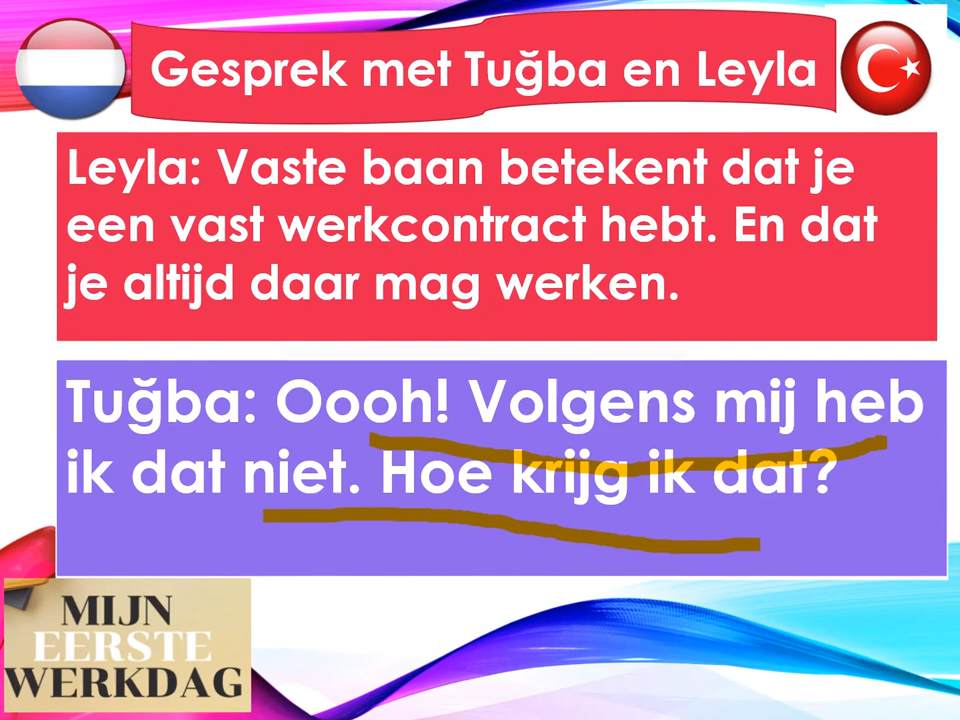 Gesprek met Tuğba en Leyla
Leyla: Vaste baan betekent dat je
een vast werkcontract hebt. En dat
je altijd daar mag werken.
Tuğba: Oooh! Volgens mij heb
ik dat niet. Hoe krijg ik dat?
MIJN
EERSTE
WERKDAG